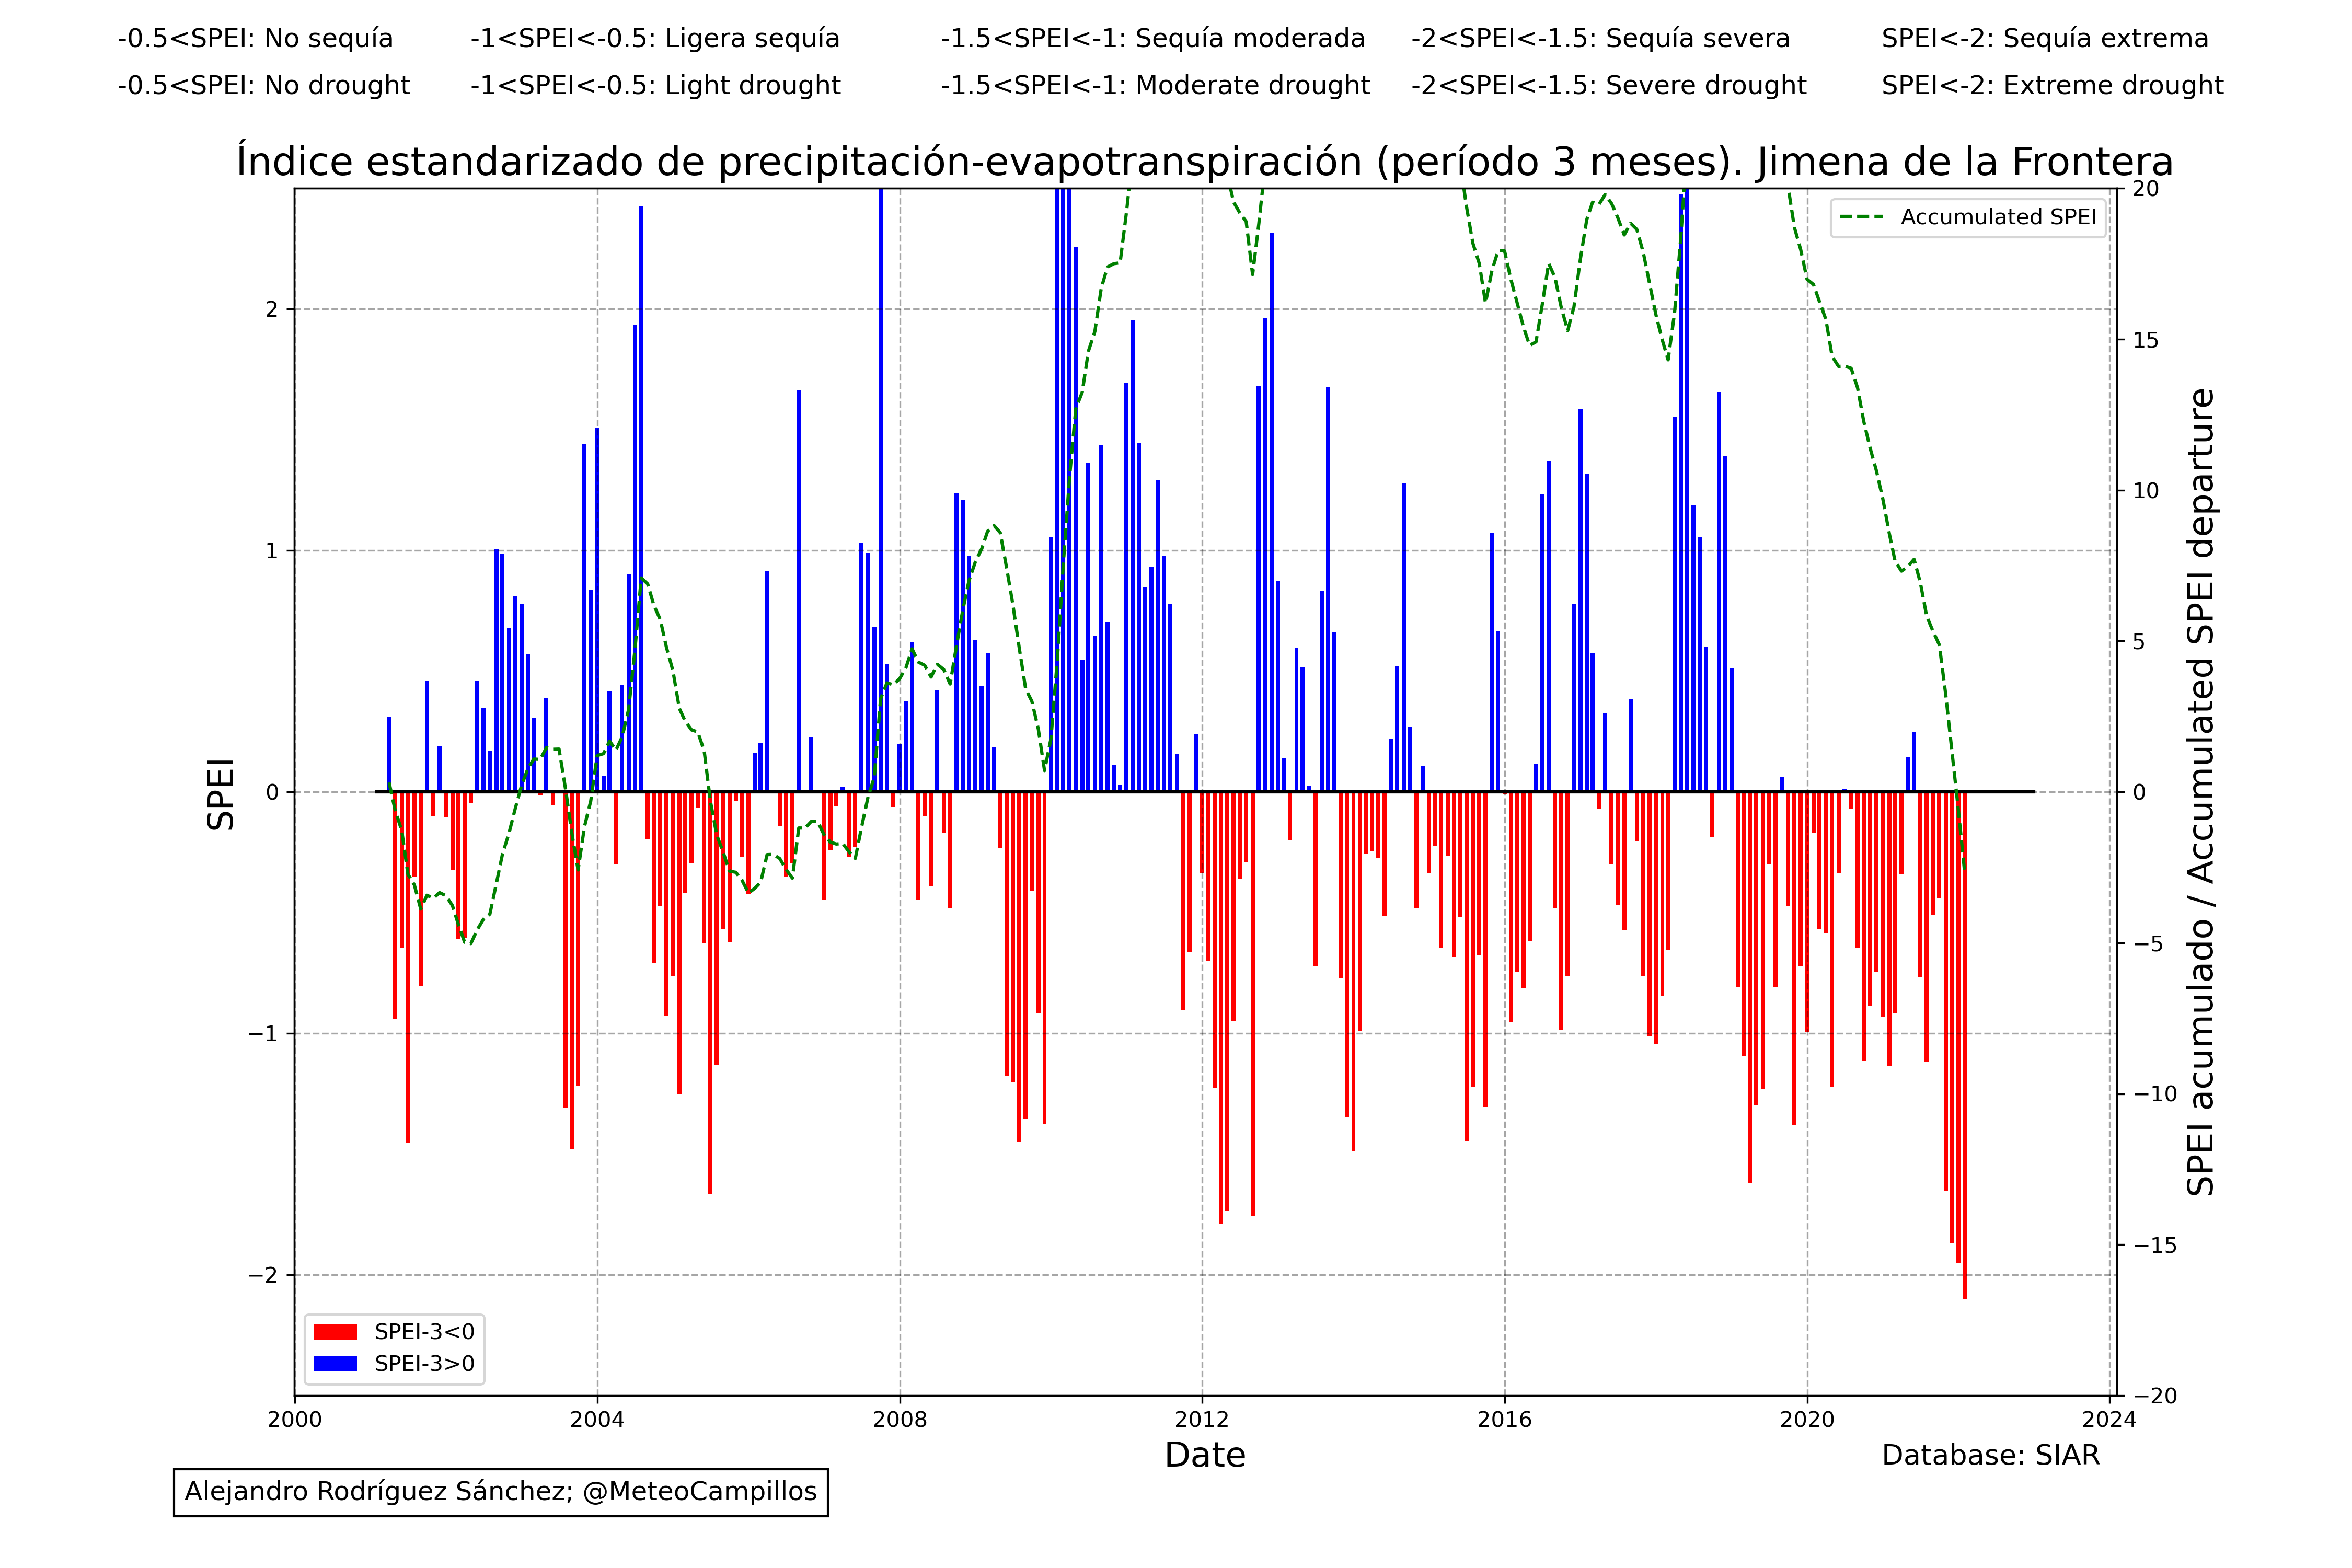 -0.5<SPEI: No sequía -1<SPEI<-0.5: Ligera sequía -1.5<SPEI<-1: Sequía moderada -2<SPEI<-1.5: Sequía severa SPEI<-2: Sequía extrema
-0.5<SPEI: No drought -1<SPEI<-0.5: Light drought -1.5<SPEI<-1: Moderate drought -2<SPEI<-1.5: Severe drought SPEI<-2: Extreme drought
Índice estandarizado de precipitación-evapotranspiración (período 3 meses). Jimena de la Frontera
Accumulated SPEI
SPEI
2
1
0
−1
−2
20
15
10
5
0
−5
−10
−15
−20
SPEI acumulado / Accumulated SPEI departure
SPEI-3<0
SPEI-3>0
2000 2004 2008 2012 2016 2020 2024
Date
Database: SIAR
Alejandro Rodríguez Sánchez; @MeteoCampillos